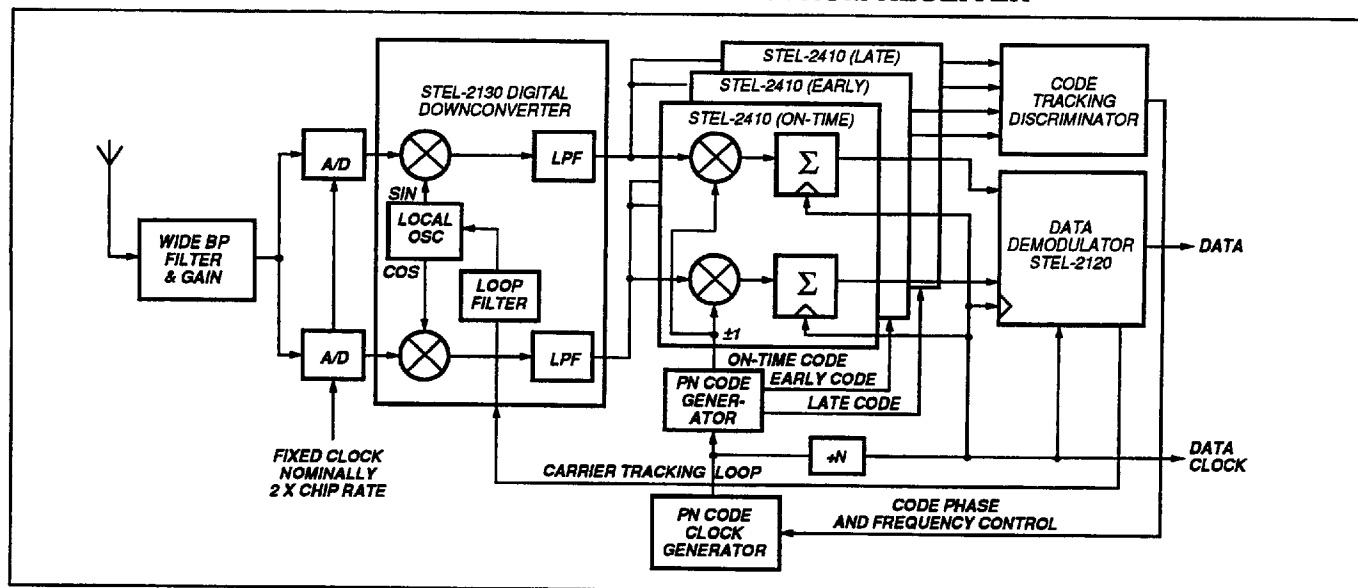 STEL-2410 (LATE)
STEL-2410 (EARLY)
STEL-2410 (ON-TIME)
STEL-2130 DIGITAL
DOWNCONVERTER
CODE
TRACKING
DISCRIMINATOR
A/D
LPF
Σ
SIN
LOCAL
OSC
COS
WIDE BP
FILTER
& GAIN
LOOP
FILTER
DATA
DEMODULATOR
STEL-2120
DATA
Σ
A/D
LPF
±1
ON-TIME CODE
EARLY CODE
LATE CODE
PN CODE
GENER-
ATOR
FIXED CLOCK
NOMINALLY
2 X CHIP RATE
CARRIER TRACKING LOOP
÷N
DATA
CLOCK
PN CODE
CLOCK
GENERATOR
CODE PHASE
AND FREQUENCY CONTROL